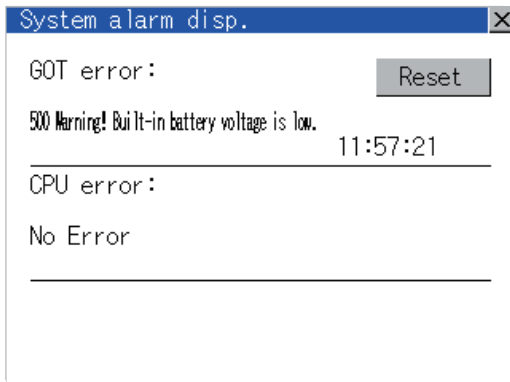 System alarm disp. ×
GOT error:
Reset
500 Warning! Built-in battery voltage is low.
11:57:21
CPU error:
No Error